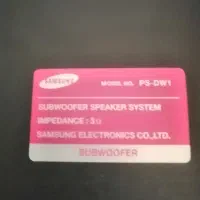 SAMSUNG MODEL NO. PS-DW1
SUBWOOFER SPEAKER SYSTEM
IMPEDANCE : 3Ω
SAMSUNG ELECTRONICS CO.,LTD.
SUBWOOFER